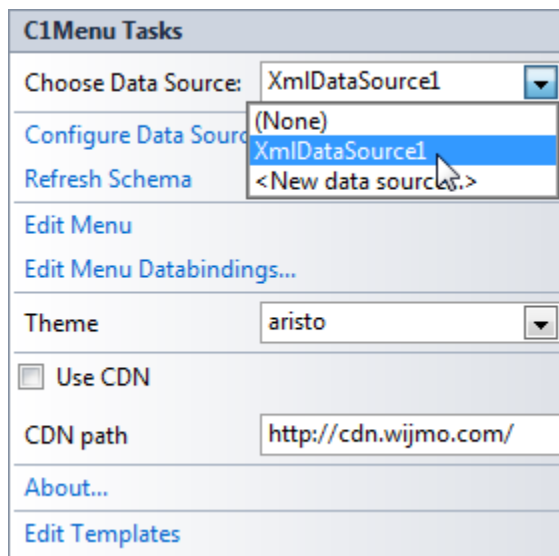 C1Menu Tasks
Choose Data Source: XmlDataSource1
(None)
Configure Data Sourc
XmlDataSource1
Refresh Schema
<New data source...>
Edit Menu
Edit Menu Databindings...
Theme aristo
Use CDN
CDN path http://cdn.wijmo.com/
About...
Edit Templates